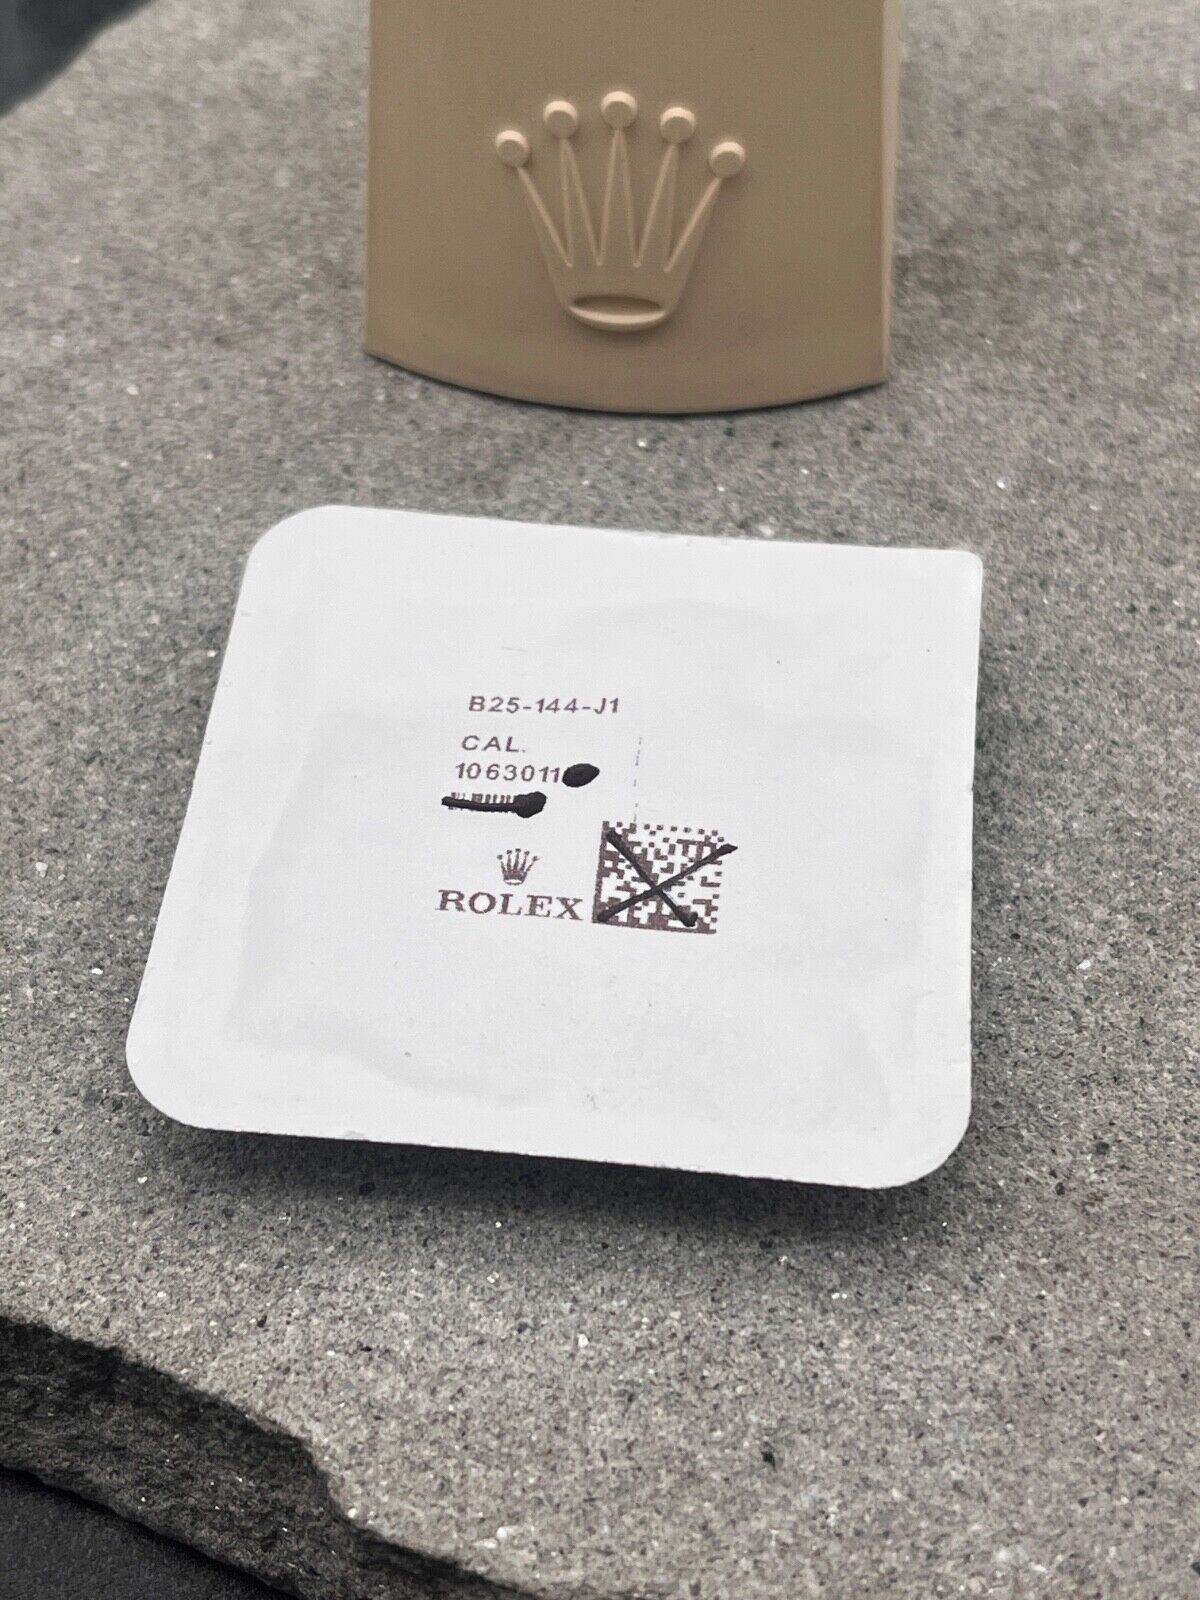 B25-144-J1
CAL.
1063011
ROLEX